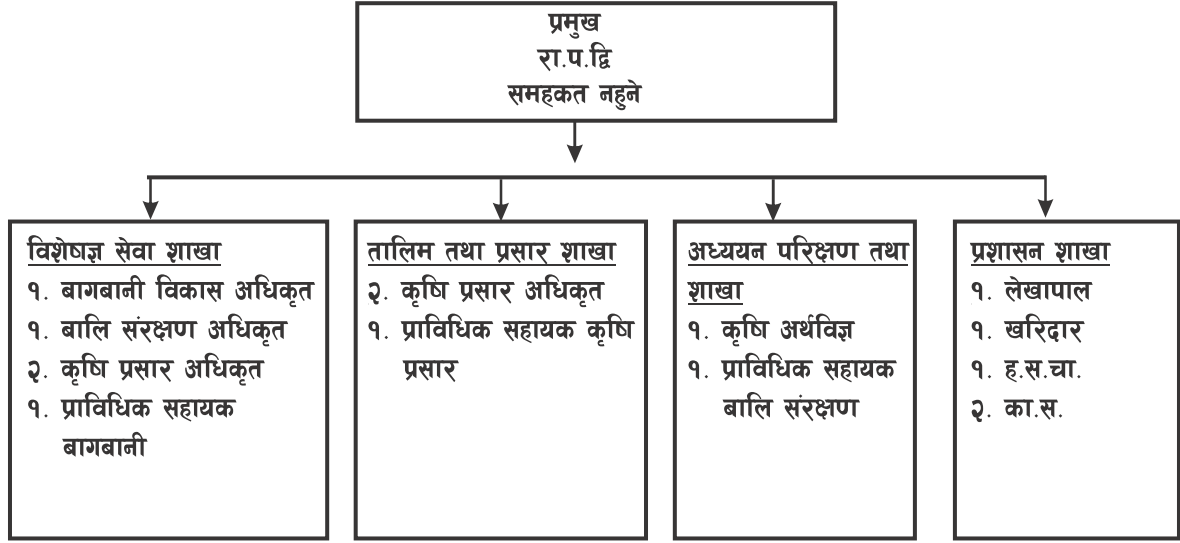 प्रमुख
रा.प.द्वि
समहकत नहुने
विशेषज्ञ सेवा शाखा
१. बागबानी विकास अधिकृत
१. बालि संरक्षण अधिकृत
२. कृषि प्रसार अधिकृत
१. प्राविधिक सहायक
बागबानी
तालिम तथा प्रसार शाखा
२. कृषि प्रसार अधिकृत
१. प्राविधिक सहायक कृषि
प्रसार
अध्ययन परिक्षण तथा
शाखा
१. कृषि अर्थविज्ञ
१. प्राविधिक सहायक
बालि संरक्षण
प्रशासन शाखा
१. लेखापाल
१. खरिदार
१. ह.स.चा.
२. का.स.